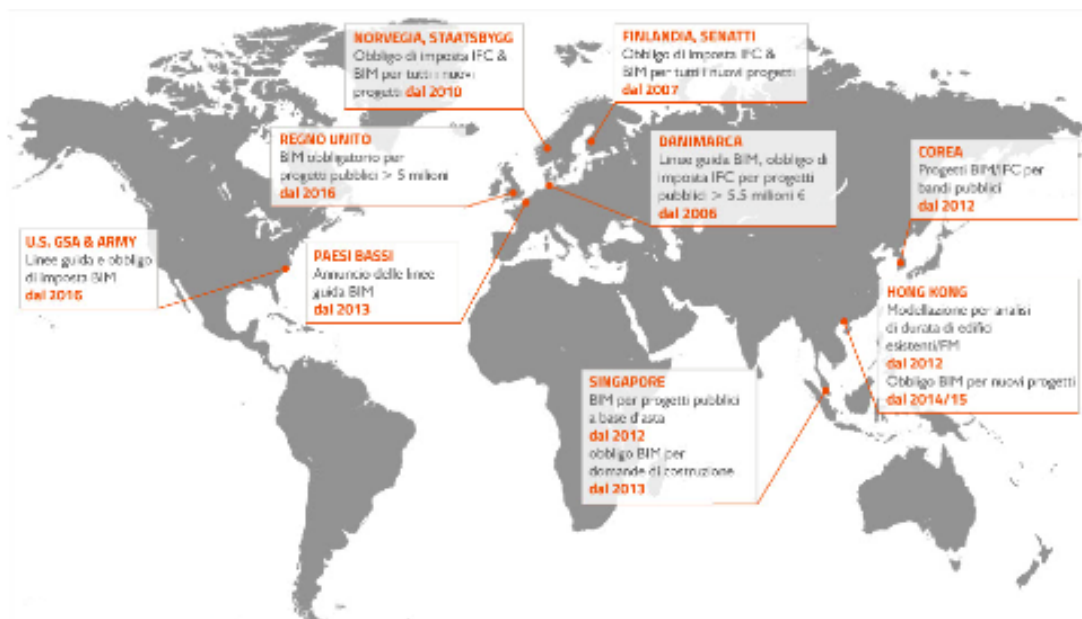 NORVEGIA, STAATSBYGG
Obbligo di imposta IFC &
BIM per tutti i nuovi
progetti dal 2010
FINLANDIA, SENATTI
Obbligo di imposta IFC &
BIM per tutti i nuovi progetti
dal 2007
REGNO UNITO
BIM obbligatorio per
progetti pubblici > 5 milioni
dal 2016
DANIMARCA
Linee guida BIM, obbligo di
imposta IFC per progetti
pubblici > 5.5 milioni €
dal 2006
COREA
Progetti BIM/IFC per
bandi pubblici
dal 2012
U.S. GSA & ARMY
Linee guida e obbligo
di imposta BIM
dal 2016
PAESI BASSI
Annuncio delle linee
guida BIM
dal 2013
HONG KONG
Modellazione per analisi
di durata di edifici
esistenti/FM
dal 2012
Obbligo BIM per nuovi progetti
dal 2014/15
SINGAPORE
BIM per progetti pubblici
a base d'asta
dal 2012
obbligo BIM per
domande di costruzione
dal 2013